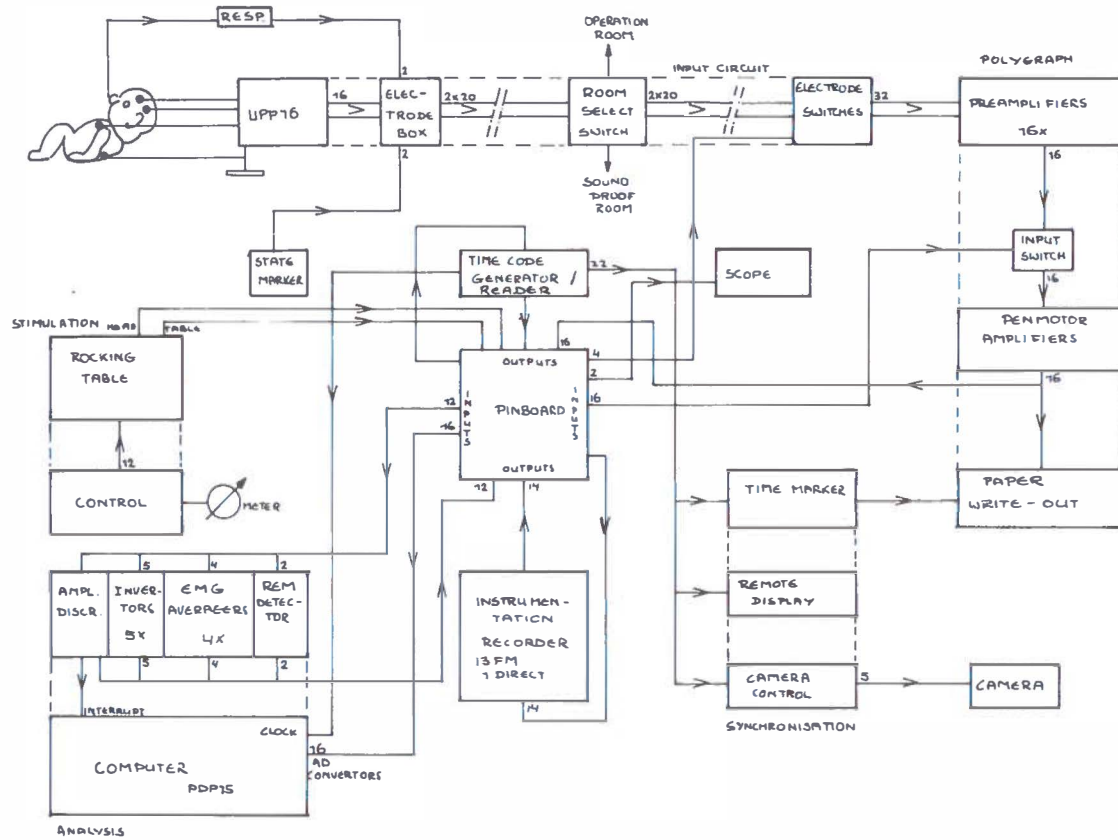 RESP.
OPERATION
ROOM
INPUT CIRCUIT
POLYGRAPH
UPP16
16
2
ELEC-
TRODE
BOX
2
2x20
ROOM
SELECT
SWITCH
2x20
ELECTRODE
SWITCHES
32
PREAMPLIFIERS
16x
16
SOUND
PROOF
ROOM
STATE
MARKER
TIME CODE
GENERATOR /
READER
22
SCOPE
INPUT
SWITCH
16
STIMULATION
HEAD
TABLE
ROCKING
TABLE
12
CONTROL
METER
16
OUTPUTS
4
2
16
INPUTS
PINBOARD
INPUTS
12
16
OUTPUTS
12
14
PENMOTOR
AMPLIFIERS
16
TIME MARKER
PAPER
WRITE-OUT
AMPL.
DISCR.
5
INVER-
TORS
5x
5
4
EMG
AVERAGERS
4x
4
2
REM
DETEC-
TOR
2
INSTRUMEN-
TATION
RECORDER
13 FM
1 DIRECT
14
REMOTE
DISPLAY
CAMERA
CONTROL
5
CAMERA
SYNCHRONISATION
INTERRUPT
CLOCK
COMPUTER
PDP15
16
AD
CONVERTORS
ANALYSIS